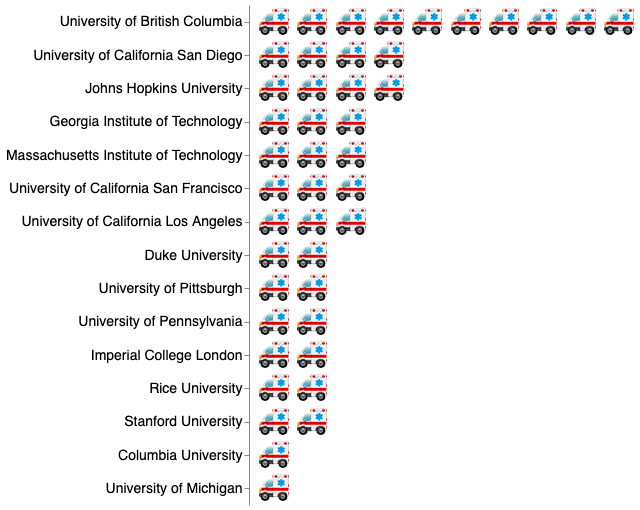 University of British Columbia
University of California San Diego
Johns Hopkins University
Georgia Institute of Technology
Massachusetts Institute of Technology
University of California San Francisco
University of California Los Angeles
Duke University
University of Pittsburgh
University of Pennsylvania
Imperial College London
Rice University
Stanford University
Columbia University
University of Michigan